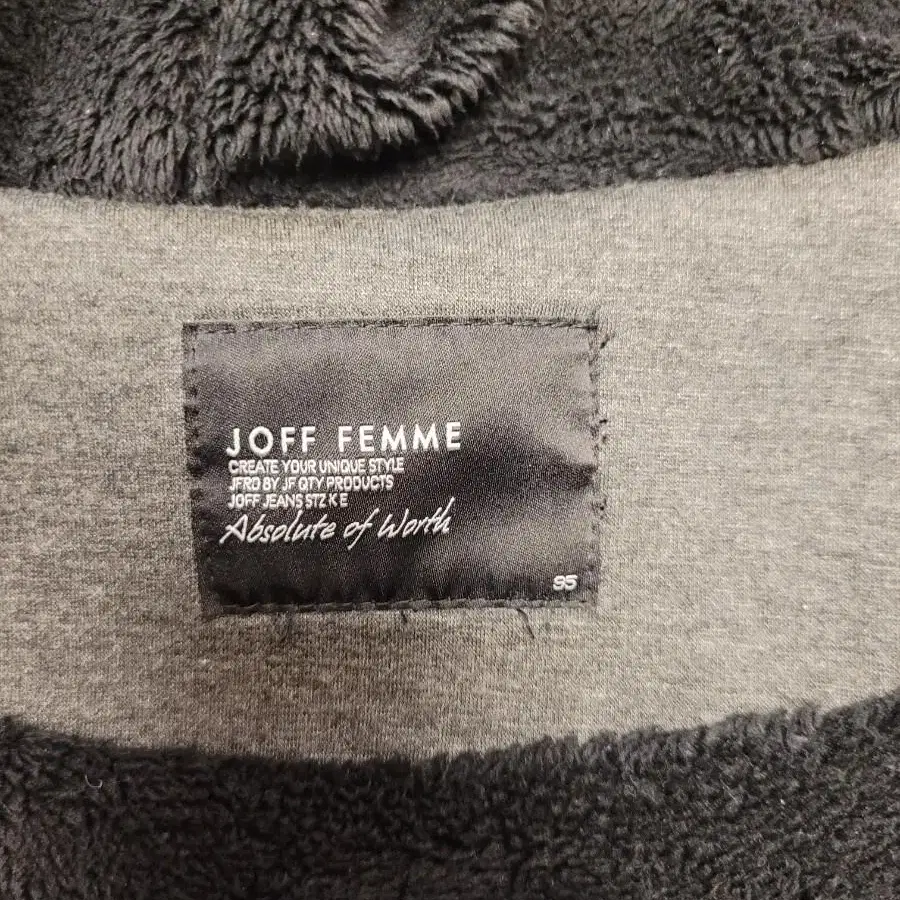 JOFF FEMME
CREATE YOUR UNIQUE STYLE
JFRD BY JF QTY PRODUCTS
JOFF JEANS STZ K E
Absolute of Worth
95